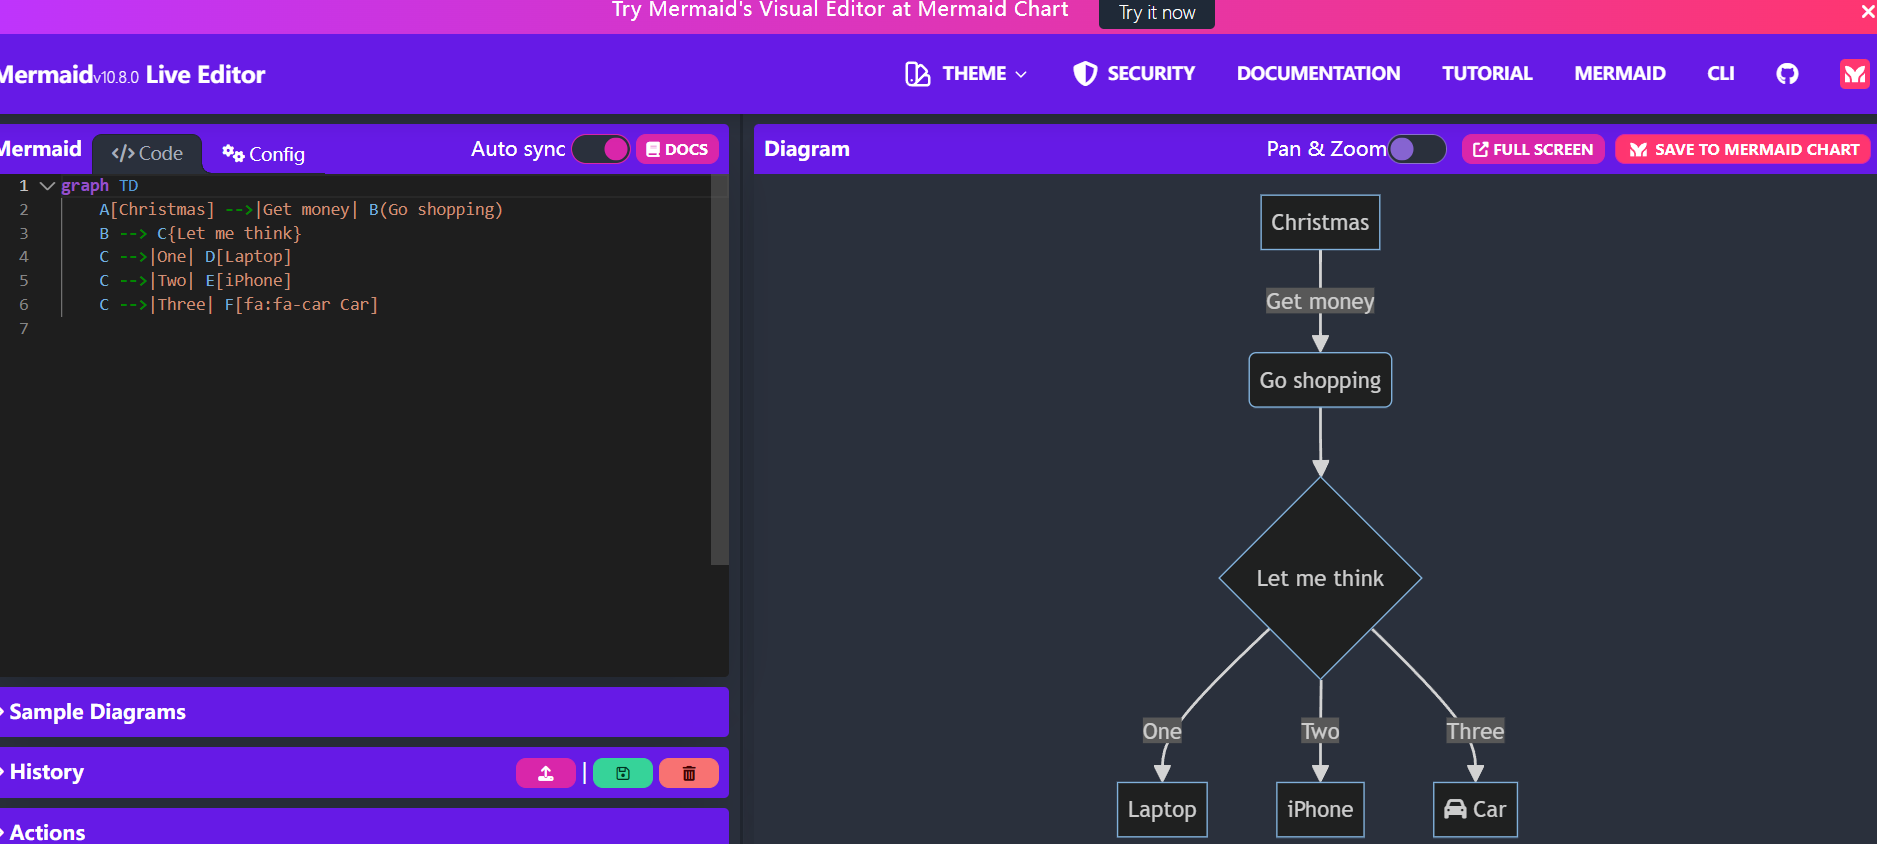 Try Mermaid's Visual Editor at Mermaid Chart
Try it now
Mermaidv10.8.0 Live Editor
THEME
SECURITY
DOCUMENTATION
TUTORIAL
MERMAID
CLI
Mermaid
Code
Config
Auto sync
DOCS
1 graph TD
2 A[Christmas] -->|Get money| B(Go shopping)
3 B --> C{Let me think}
4 C -->|One| D[Laptop]
5 C -->|Two| E[iPhone]
6 C -->|Three| F[fa:fa-car Car]
7
Sample Diagrams
History
Actions
Diagram
Pan & Zoom
FULL SCREEN
SAVE TO MERMAID CHART
Christmas
Get money
Go shopping
Let me think
One
Two
Three
Laptop
iPhone
Car